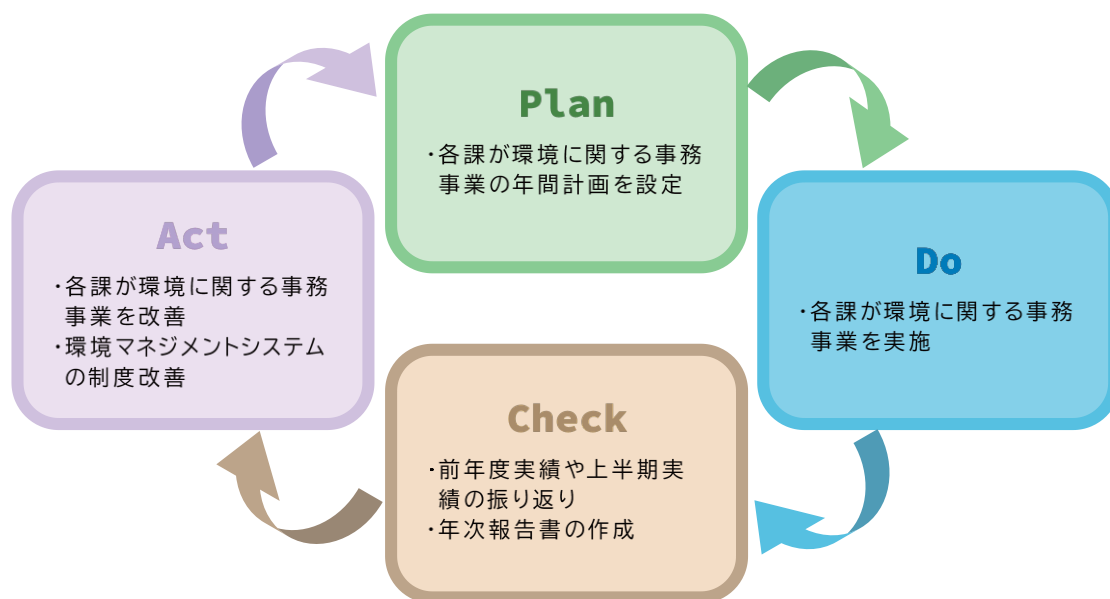 Plan
・各課が環境に関する事務
事業の年間計画を設定
Do
・各課が環境に関する事務
事業を実施
Check
・前年度実績や上半期実
績の振り返り
・年次報告書の作成
Act
・各課が環境に関する事務
事業を改善
・環境マネジメントシステム
の制度改善